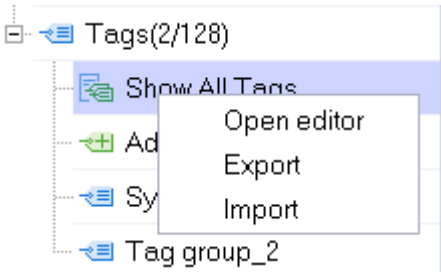 Tags(2/128)
Show All Tags
Open editor
Ad
Export
Sy
Import
Tag group_2